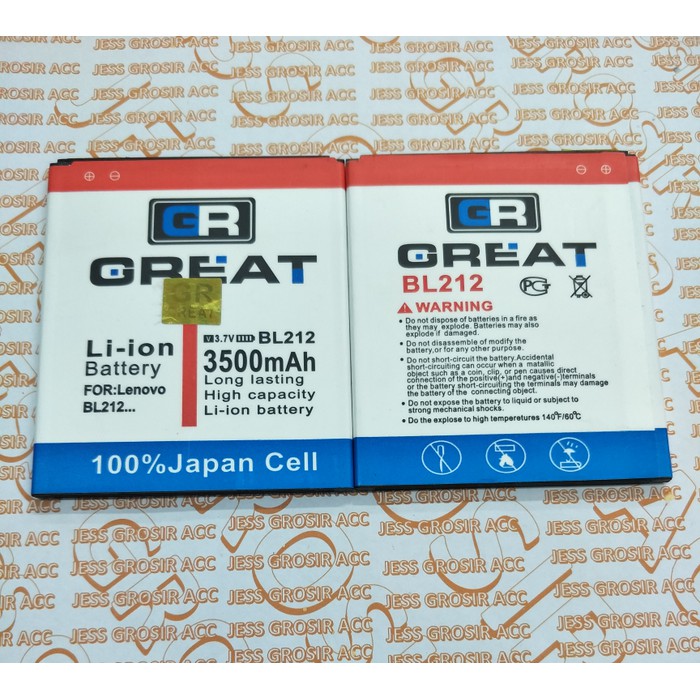 GR
GREAT
GR
GREAT
V 3.7V BL212
Li-ion
Battery
FOR:Lenovo
BL212...
3500mAh
Long lasting
High capacity
Li-ion battery
100%Japan Cell
GR
GREAT
BL212
WARNING
• Do not dispose of batteries in a fire as
they may explode. Batteries may also
explode if damaged.
• Do not disassemble of modify the
battery, or for any other purpose.
• Do not short-circuit the battery.Accidental
short-circuiting can occur when a metallic
object such as a coin, clip, or pen causes direct
connection of the positive(+)and negative(-)terminals
or the battery short-circuiting the terminals may damage
the battery of the connecting object.
• Do not expose the battery to liquid or subject to
strong mechanical shocks.
• Do the explose to high temperetures 140°F/60°C
JESS GROSIR ACC